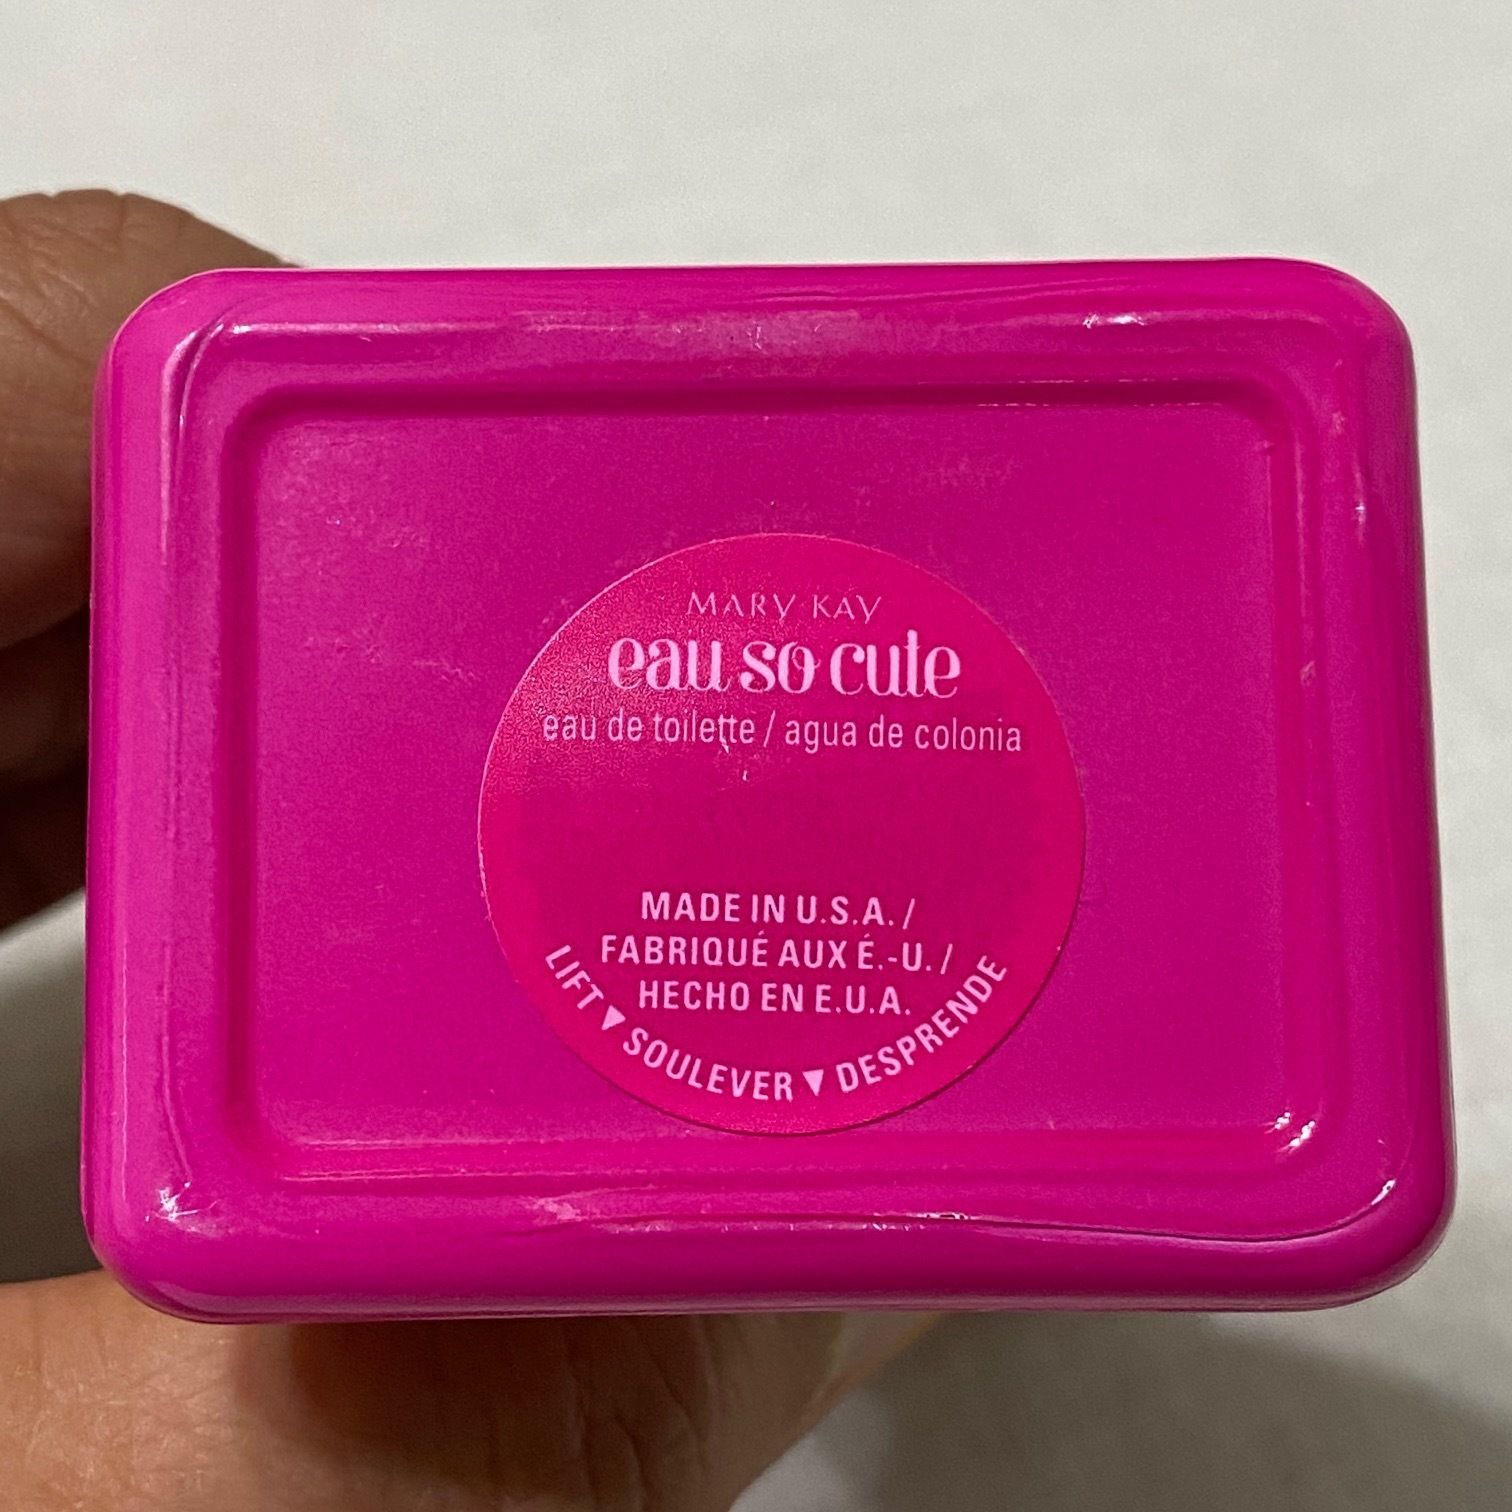 MARY KAY
eau so cute
eau de toilette / agua de colonia
MADE IN U.S.A. /
FABRIQUÉ AUX É.-U. /
HECHO EN E.U.A.
LIFT ▼ SOULEVER ▼ DESPRENDE